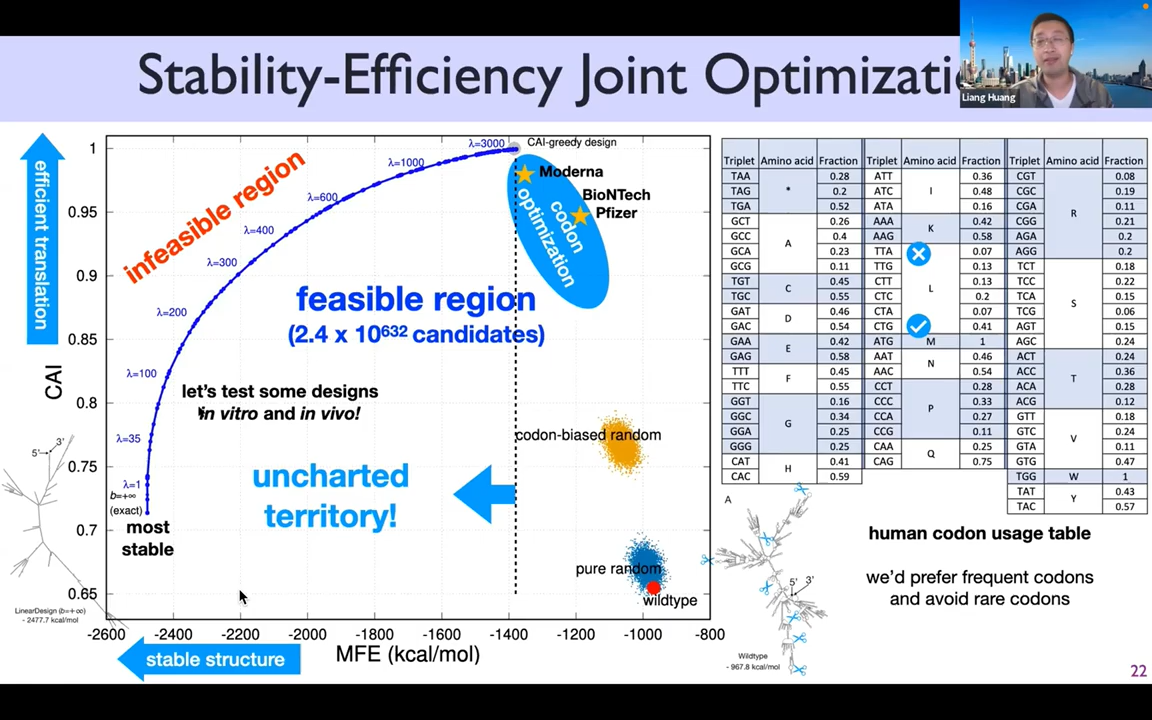 Stability-Efficiency Joint Optimizatio
Liang Huang
efficient translation
CAI
1
0.95
0.9
0.85
0.8
0.75
0.7
0.65
λ=3000
CAI-greedy design
λ=1000
λ=600
λ=400
λ=300
λ=200
λ=100
λ=35
λ=1
b=+∞
(exact)
most
stable
infeasible region
Moderna
BioNTech
Pfizer
codon
optimization
feasible region
(2.4 x 10⁶³² candidates)
let's test some designs
in vitro and in vivo!
codon-biased random
uncharted
territory!
pure random
wildtype
5'
3'
LinearDesign (b=+∞)
- 2477.7 kcal/mol
-2600 -2400 -2200 -2000 -1800 -1600 -1400 -1200 -1000 -800
stable structure
MFE (kcal/mol)
Triplet Amino acid Fraction
TAA 0.28
TAG * 0.2
TGA 0.52
GCT 0.26
GCC A 0.4
GCA 0.23
GCG 0.11
TGT C 0.45
TGC 0.55
GAT D 0.46
GAC 0.54
GAA E 0.42
GAG 0.58
TTT F 0.45
TTC 0.55
GGT 0.16
GGC G 0.34
GGA 0.25
GGG 0.25
CAT H 0.41
CAC 0.59
Triplet Amino acid Fraction
ATT 0.36
ATC I 0.48
ATA 0.16
AAA K 0.42
AAG 0.58
TTA 0.07
TTG 0.13
CTT L 0.13
CTC 0.2
CTA 0.07
CTG 0.41
ATG M 1
AAT N 0.46
AAC 0.54
CCT 0.28
CCC P 0.33
CCA 0.27
CCG 0.11
CAA Q 0.25
CAG 0.75
Triplet Amino acid Fraction
CGT 0.08
CGC 0.19
CGA R 0.11
CGG 0.21
AGA 0.2
AGG 0.2
TCT 0.18
TCC 0.22
TCA S 0.15
TCG 0.06
AGT 0.15
AGC 0.24
ACT 0.24
ACC T 0.36
ACA 0.28
ACG 0.12
GTT 0.18
GTC V 0.24
GTA 0.11
GTG 0.47
TGG W 1
TAT Y 0.43
TAC 0.57
A
5'
3'
Wildtype
- 967.8 kcal/mol
human codon usage table
we'd prefer frequent codons
and avoid rare codons
22